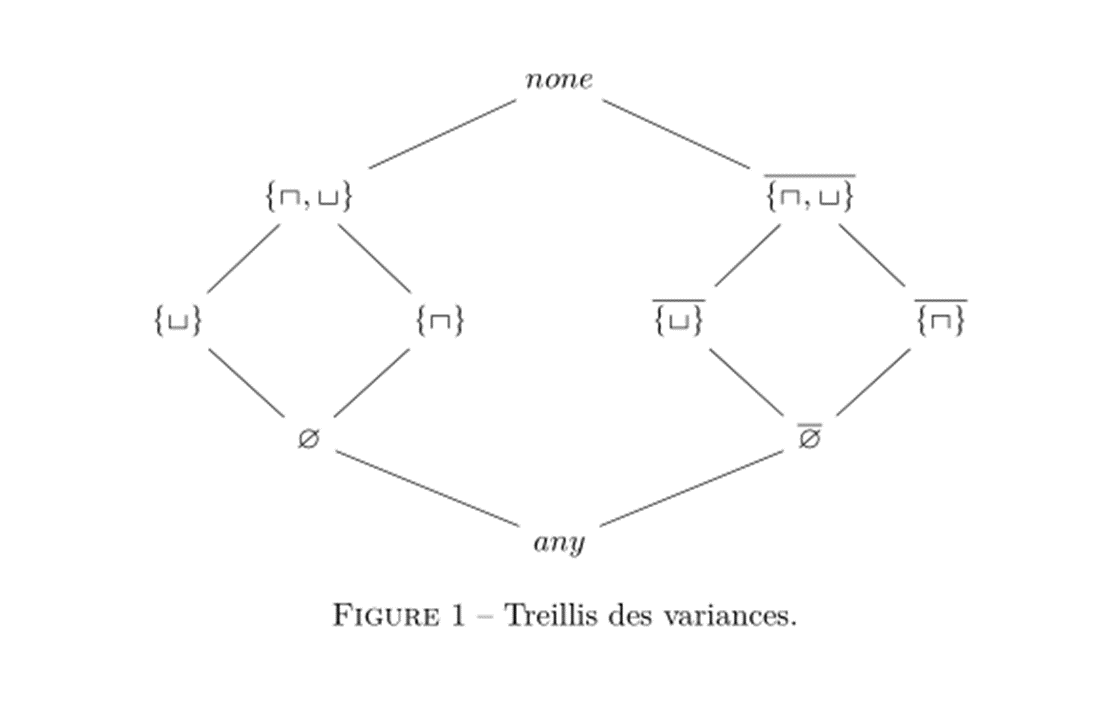 none
{⊓, ⊔} \overline{{⊓, ⊔}}
{⊔} {⊓} \overline{{⊔}} \overline{{⊓}}
∅ \overline{∅}
any
FIGURE 1 – Treillis des variances.